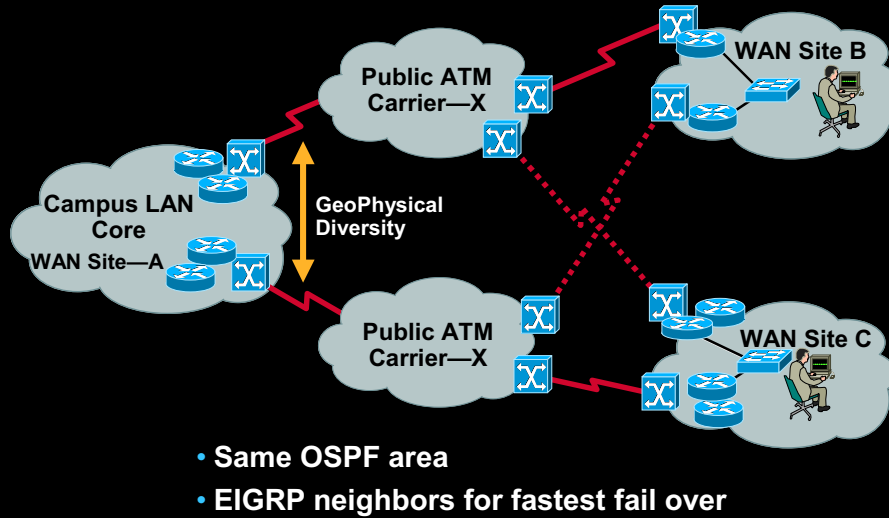 Public ATM
Carrier—X
WAN Site B
Campus LAN
Core
WAN Site—A
GeoPhysical
Diversity
Public ATM
Carrier—X
WAN Site C
• Same OSPF area
• EIGRP neighbors for fastest fail over